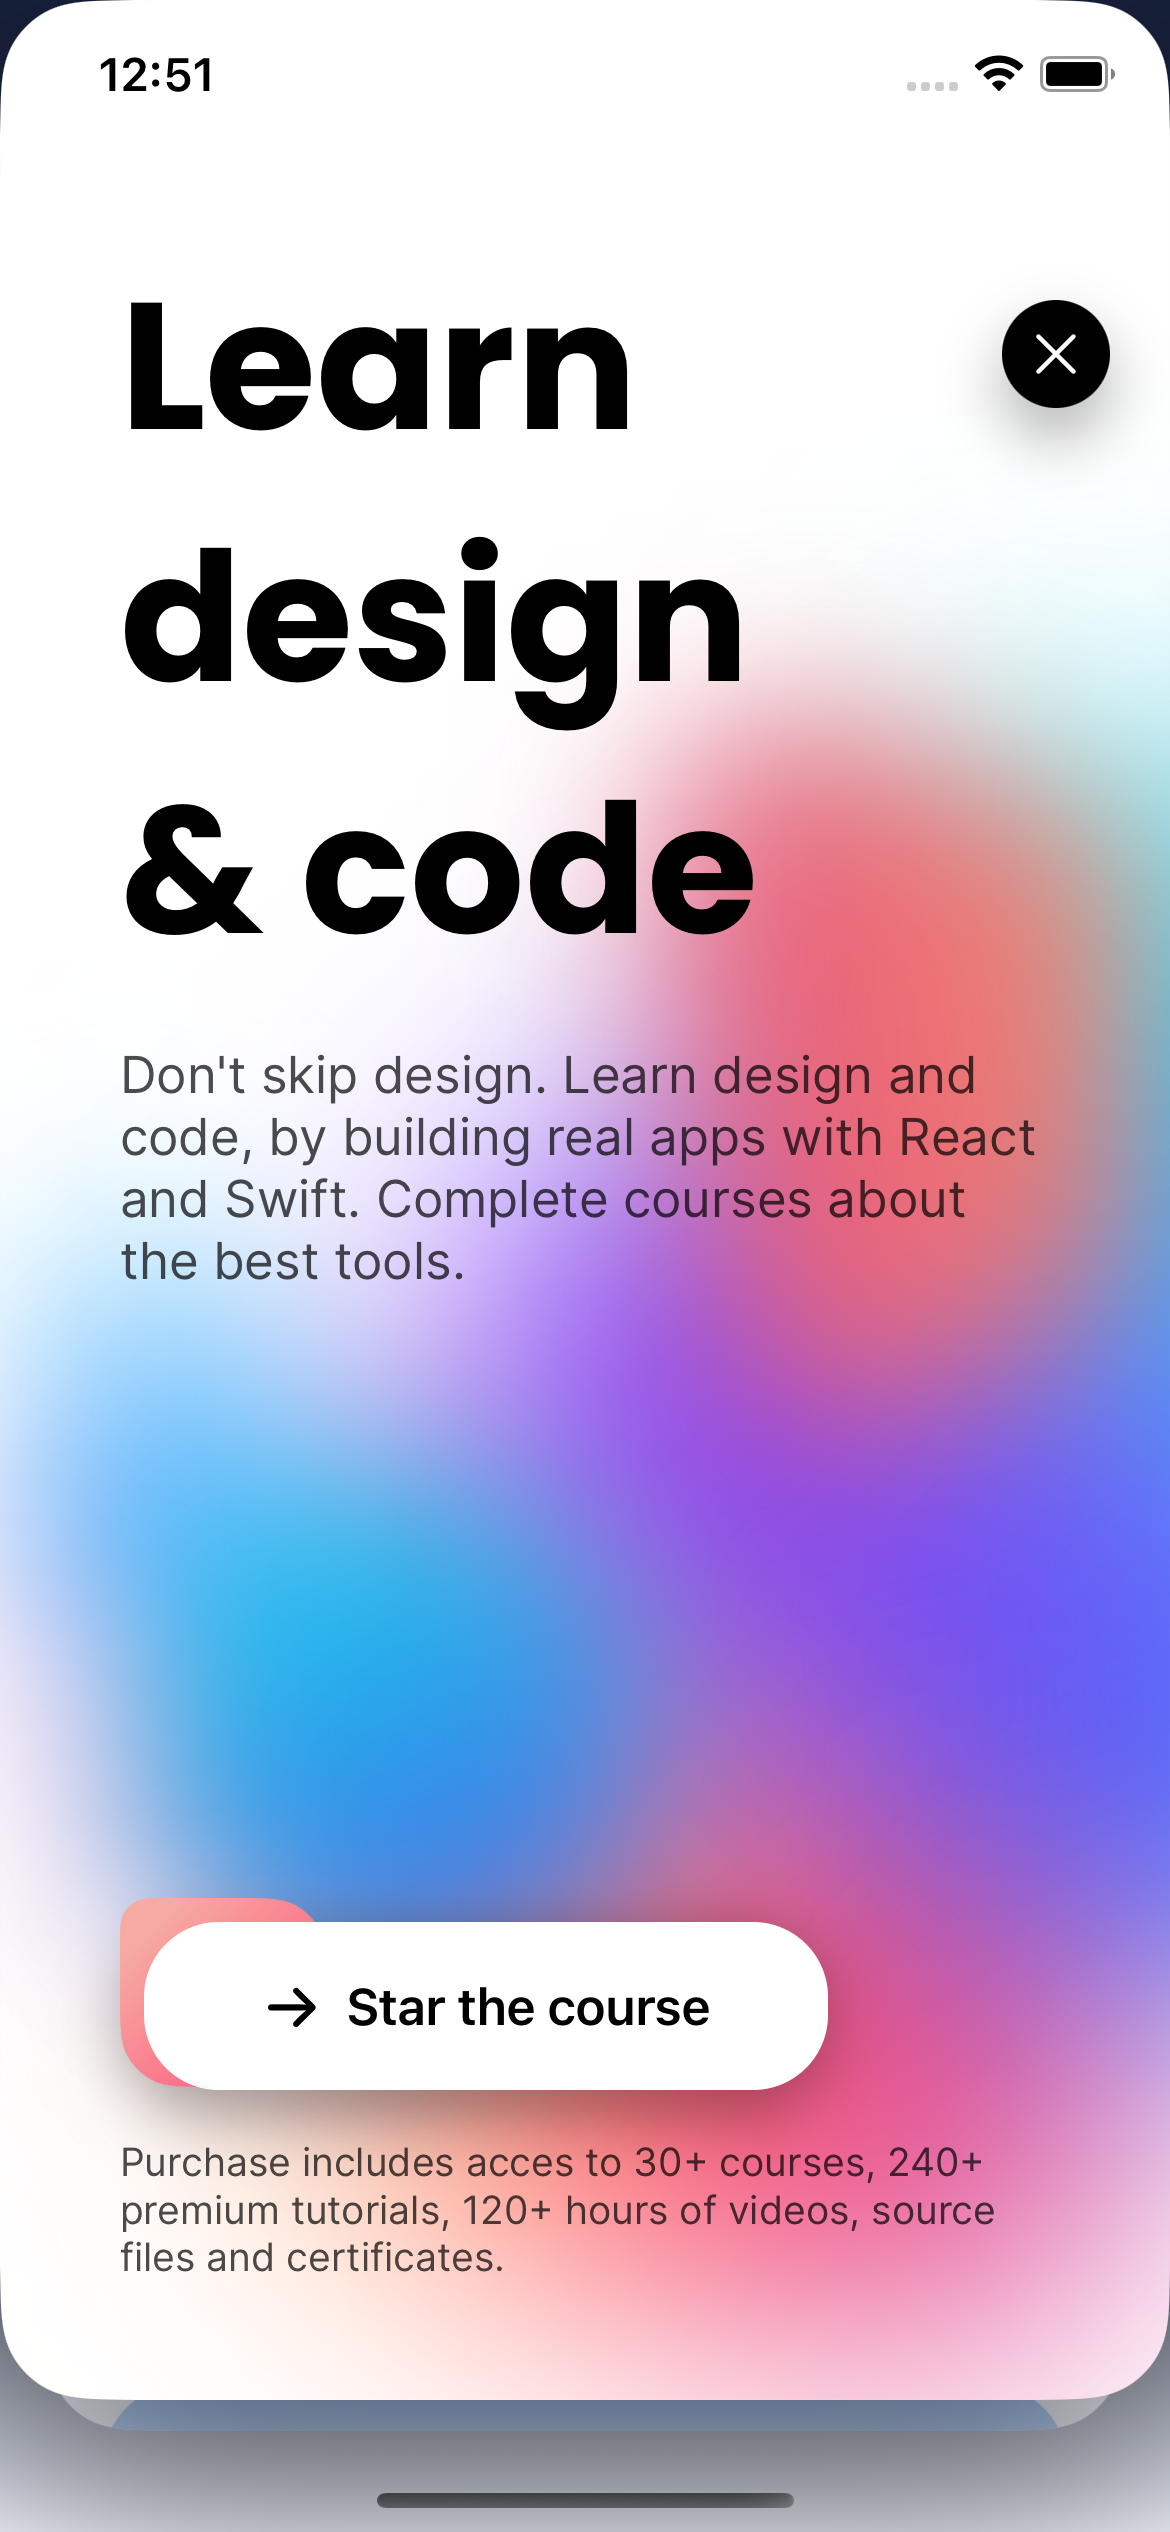 12:51
Learn
design
& code
Don't skip design. Learn design and
code, by building real apps with React
and Swift. Complete courses about
the best tools.
Star the course
Purchase includes acces to 30+ courses, 240+
premium tutorials, 120+ hours of videos, source
files and certificates.